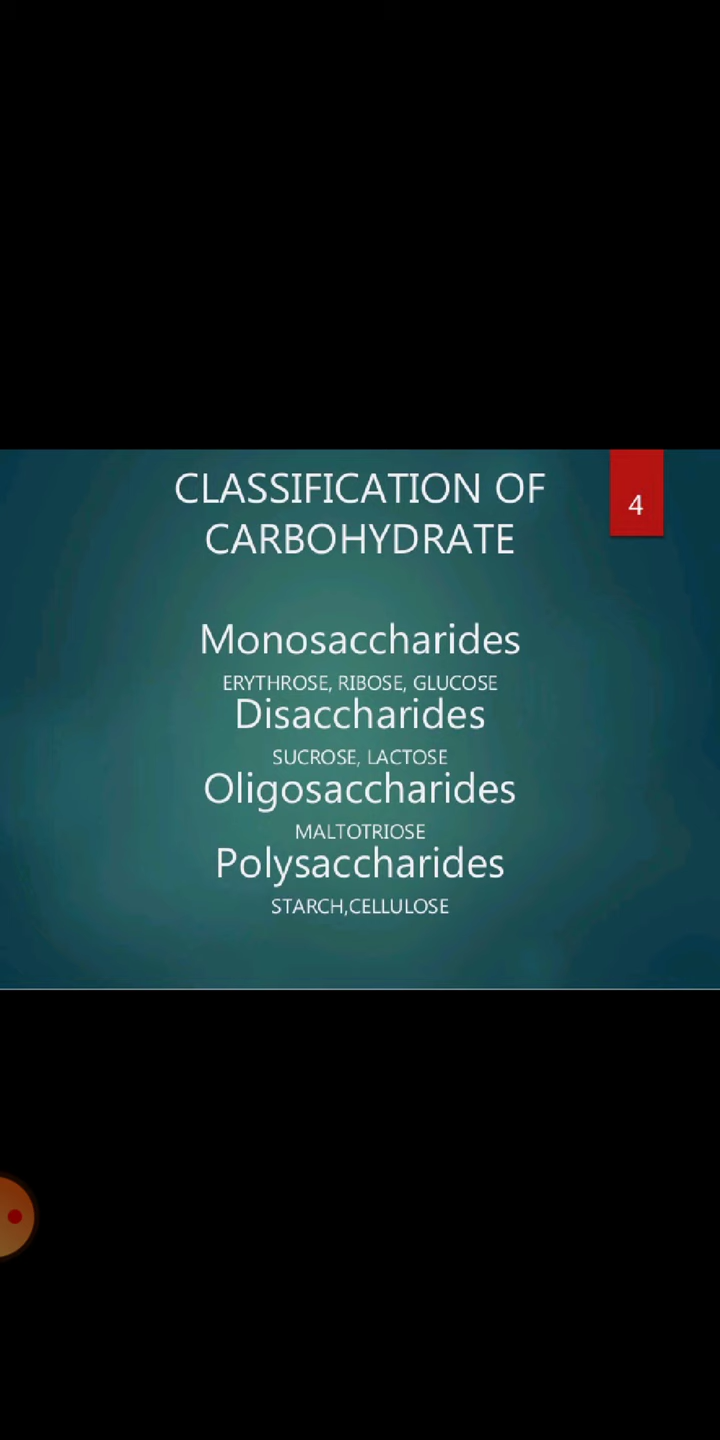 CLASSIFICATION OF
CARBOHYDRATE
4
Monosaccharides
ERYTHROSE, RIBOSE, GLUCOSE
Disaccharides
SUCROSE, LACTOSE
Oligosaccharides
MALTOTRIOSE
Polysaccharides
STARCH,CELLULOSE